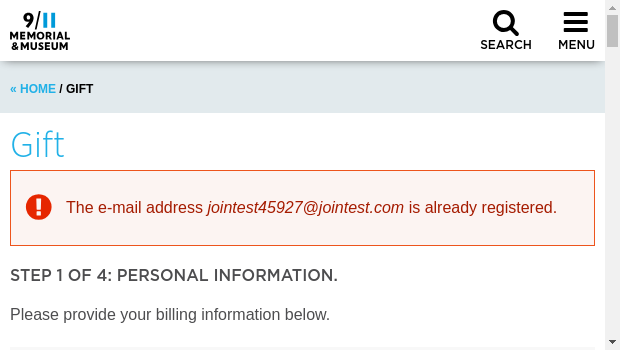 9/11
MEMORIAL
& MUSEUM
SEARCH
MENU
« HOME / GIFT
Gift
The e-mail address jointest45927@jointest.com is already registered.
STEP 1 OF 4: PERSONAL INFORMATION.
Please provide your billing information below.